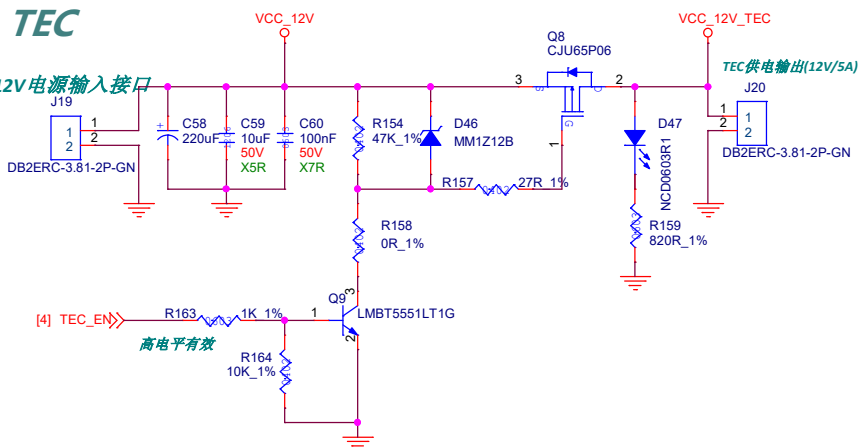 TEC
VCC_12V
VCC_12V_TEC
Q8
CJU65P06
12V电源输入接口
TEC供电输出(12V/5A)
3
2
S
D
G
1
J19
1
2
DB2ERC-3.81-2P-GN
C58
220uF
C59
10uF
50V
X5R
C60
100nF
50V
X7R
R154
47K_1%
D46
MM1Z12B
D47
NCD0603R1
J20
1
2
DB2ERC-3.81-2P-GN
R157
27R_1%
R158
0R_1%
R159
820R_1%
Q9
3
LMBT5551LT1G
1
2
[4] TEC_EN
R163
1K_1%
高电平有效
R164
10K_1%